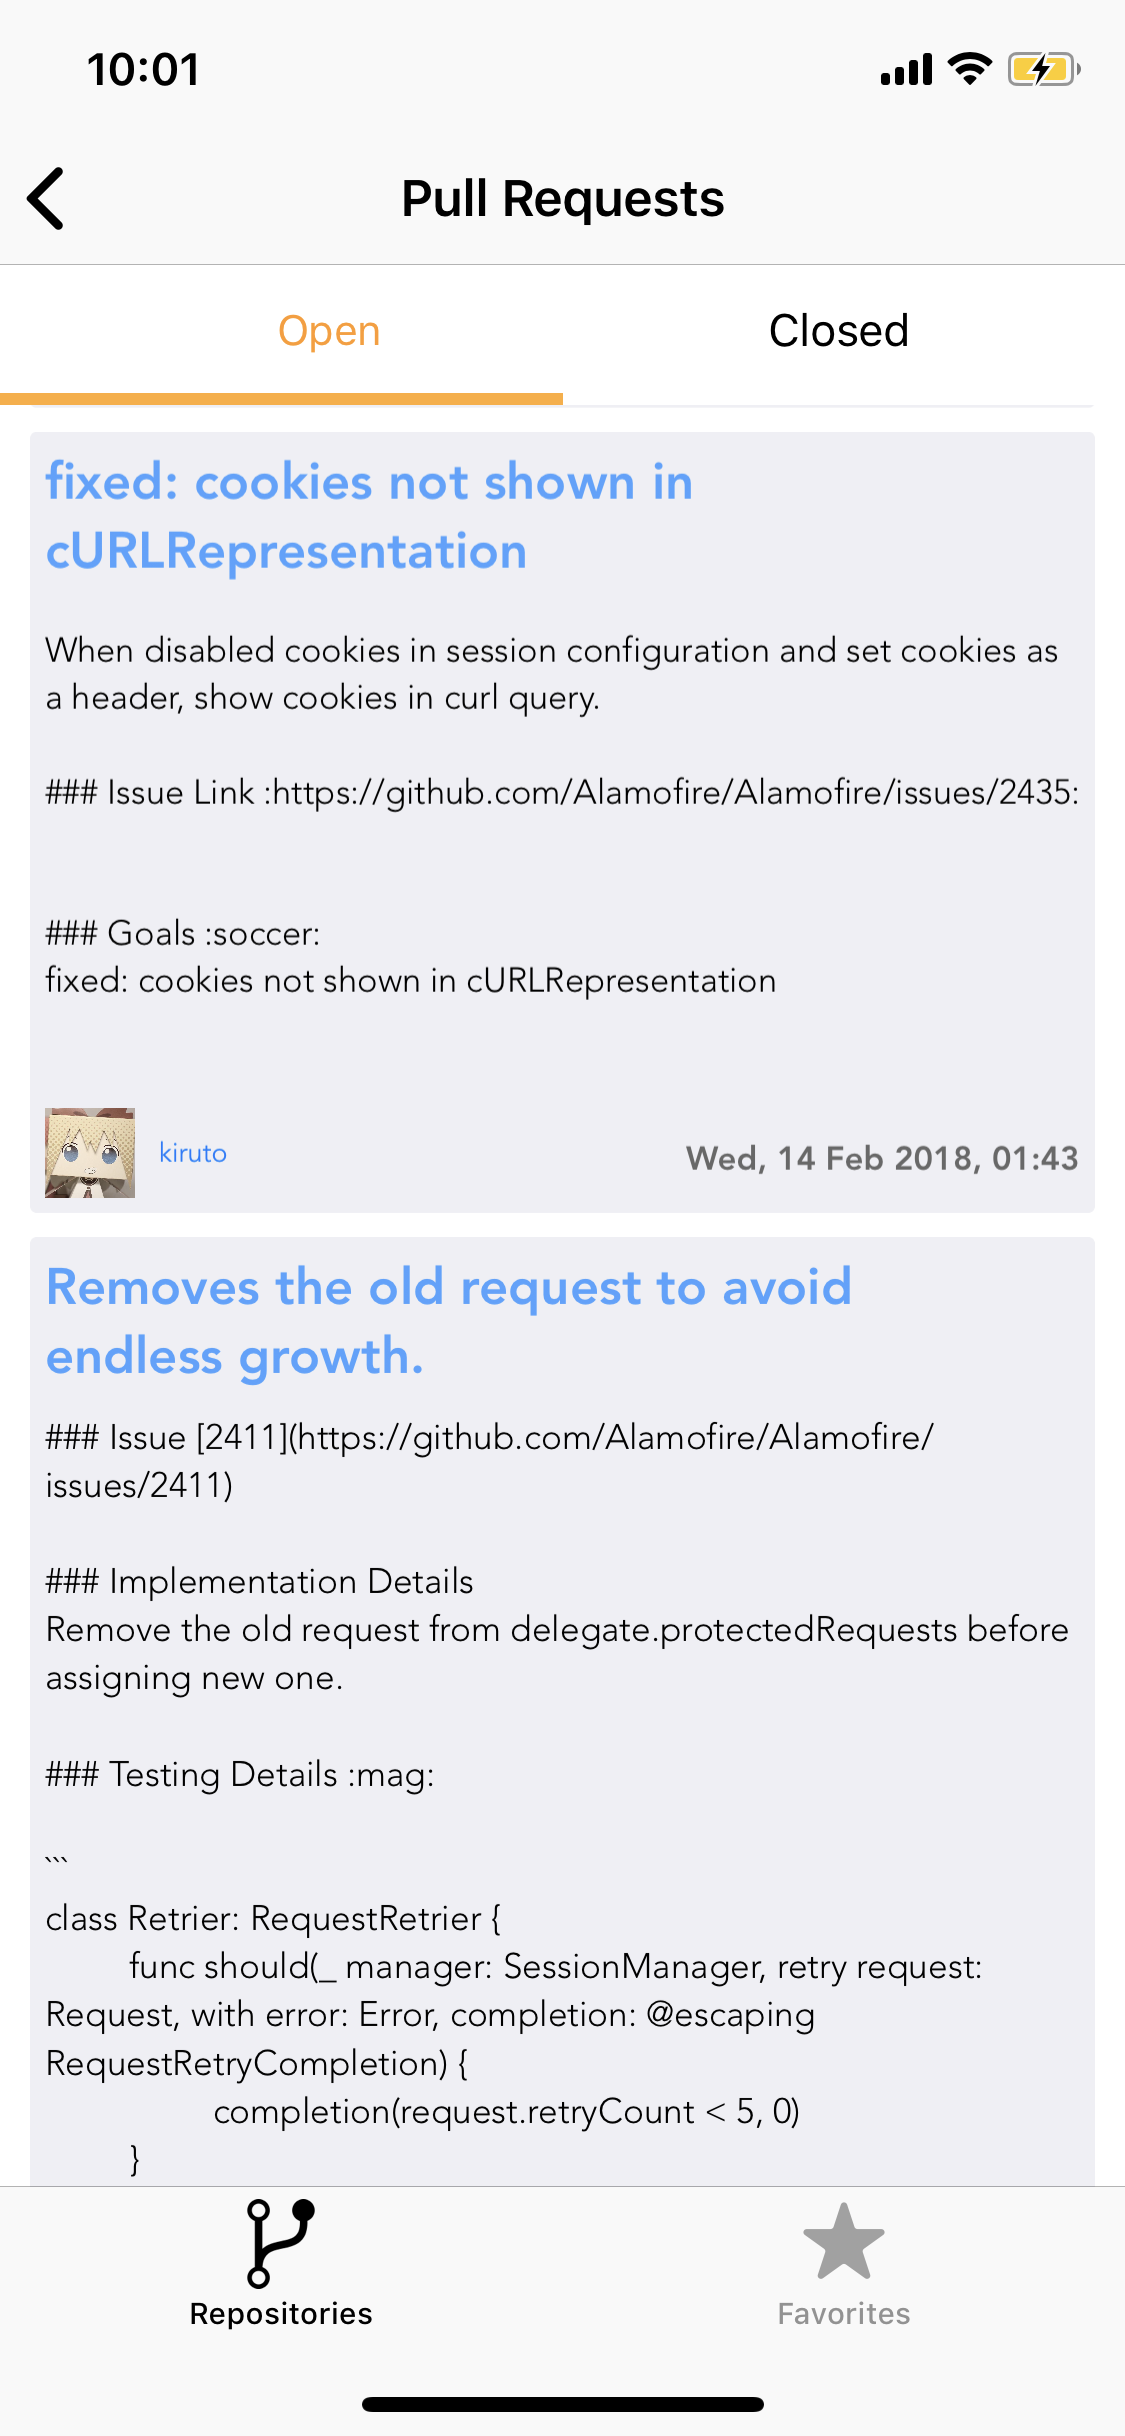 10:01
Pull Requests
Open
Closed
fixed: cookies not shown in
cURLRepresentation
When disabled cookies in session configuration and set cookies as
a header, show cookies in curl query.
### Issue Link :https://github.com/Alamofire/Alamofire/issues/2435:
### Goals :soccer:
fixed: cookies not shown in cURLRepresentation
kiruto
Wed, 14 Feb 2018, 01:43
Removes the old request to avoid
endless growth.
### Issue [2411](https://github.com/Alamofire/Alamofire/
issues/2411)
### Implementation Details
Remove the old request from delegate.protectedRequests before
assigning new one.
### Testing Details :mag:
```
class Retrier: RequestRetrier {
func should(_ manager: SessionManager, retry request:
Request, with error: Error, completion: @escaping
RequestRetryCompletion) {
completion(request.retryCount < 5, 0)
}
Repositories
Favorites